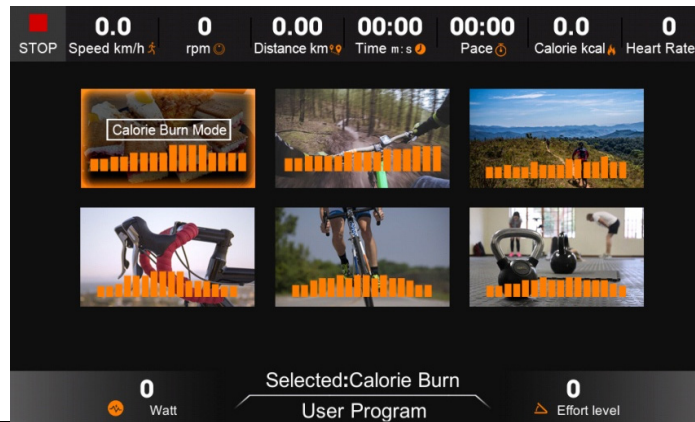 0.0 0 0.00 00:00 00:00 0.0 0
STOP Speed km/h rpm Distance km Time m:s Pace Calorie kcal Heart Rate
Calorie Burn Mode
Selected:Calorie Burn
0 0
Watt User Program Effort level